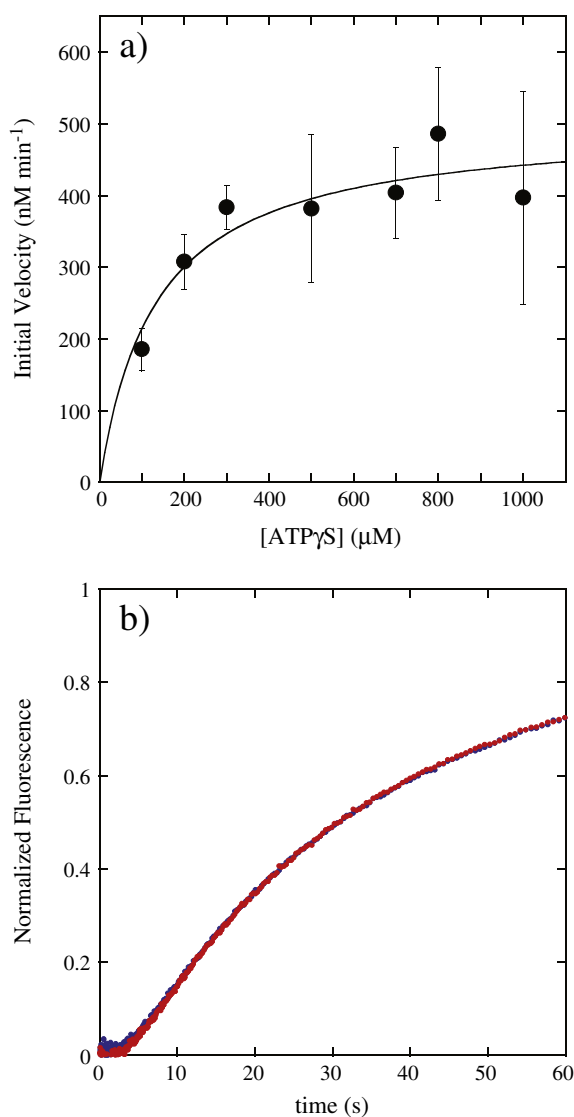 a)
600
500
400
300
200
100
0
Initial Velocity (nM min⁻¹)
0 200 400 600 800 1000
[ATPγS] (μM)
b)
1
0.8
0.6
0.4
0.2
0
Normalized Fluorescence
0 10 20 30 40 50 60
time (s)